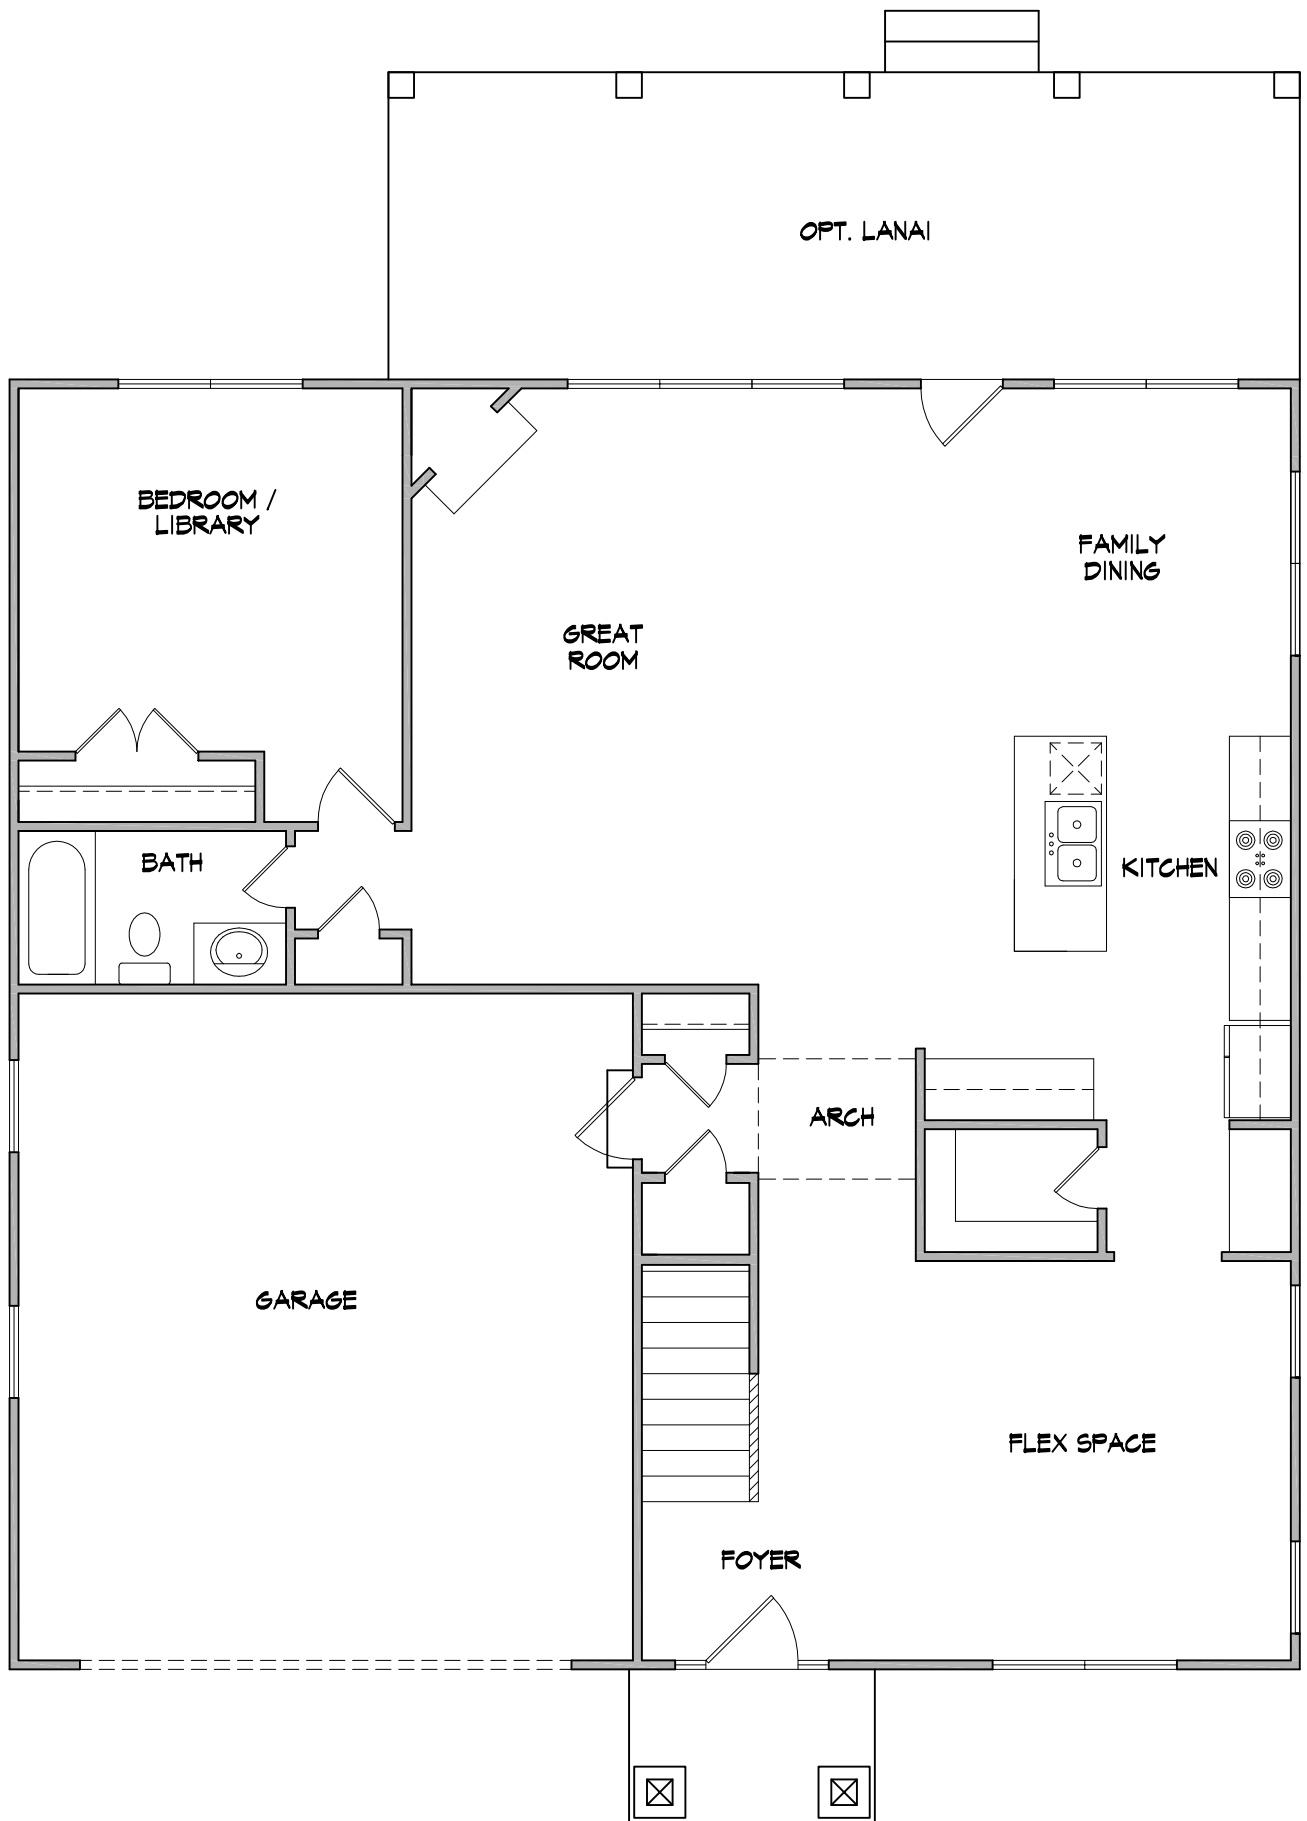 OPT. LANAI
BEDROOM /
LIBRARY
FAMILY
DINING
GREAT
ROOM
BATH
KITCHEN
ARCH
GARAGE
FLEX SPACE
FOYER